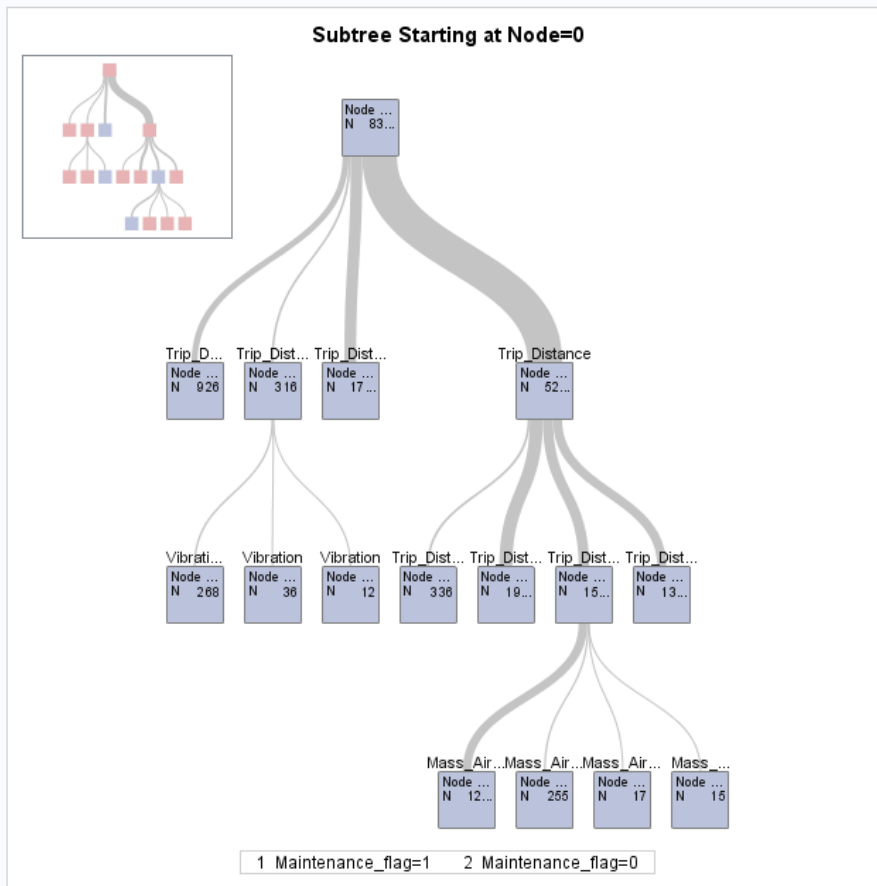 Subtree Starting at Node=0
Node ...
N 83...
Trip_D... Trip_Dist... Trip_Dist... Trip_Distance
Node ... Node ... Node ... Node ...
N 926 N 316 N 17... N 52...
Vibrati... Vibration Vibration Trip_Dist... Trip_Dist... Trip_Dist... Trip_Dist...
Node ... Node ... Node ... Node ... Node ... Node ... Node ...
N 268 N 36 N 12 N 336 N 19... N 15... N 13...
Mass_Air... Mass_Air... Mass_Air... Mass_...
Node ... Node ... Node ... Node ...
N 12... N 255 N 17 N 15
1 Maintenance_flag=1 2 Maintenance_flag=0